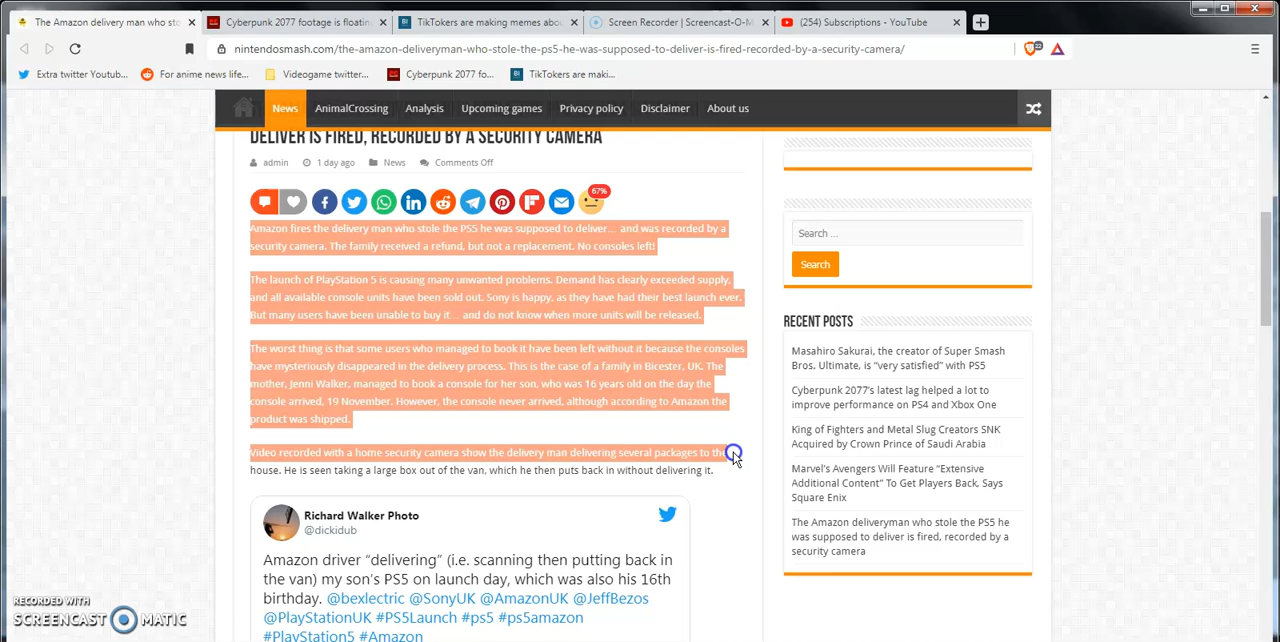 The Amazon delivery man who sto
Cyberpunk 2077 footage is floatin
TikTokers are making memes abou
Screen Recorder | Screencast-O-M
(254) Subscriptions - YouTube
nintendosmash.com/the-amazon-deliveryman-who-stole-the-ps5-he-was-supposed-to-deliver-is-fired-recorded-by-a-security-camera/
22
Extra twitter Youtub...
For anime news life...
Videogame twitter...
Cyberpunk 2077 fo...
TikTokers are maki...
News
AnimalCrossing
Analysis
Upcoming games
Privacy policy
Disclaimer
About us
DELIVER IS FIRED, RECORDED BY A SECURITY CAMERA
admin
1 day ago
News
Comments Off
67%
Amazon fires the delivery man who stole the PS5 he was supposed to deliver... and was recorded by a
security camera. The family received a refund, but not a replacement. No consoles left!
The launch of PlayStation 5 is causing many unwanted problems. Demand has clearly exceeded supply,
and all available console units have been sold out. Sony is happy, as they have had their best launch ever.
But many users have been unable to buy it... and do not know when more units will be released.
The worst thing is that some users who managed to book it have been left without it because the consoles
have mysteriously disappeared in the delivery process. This is the case of a family in Bicester, UK. The
mother, Jenni Walker, managed to book a console for her son, who was 16 years old on the day the
console arrived, 19 November. However, the console never arrived, although according to Amazon the
product was shipped.
Video recorded with a home security camera show the delivery man delivering several packages to the
house. He is seen taking a large box out of the van, which he then puts back in without delivering it.
Richard Walker Photo
@dickidub
Amazon driver “delivering” (i.e. scanning then putting back in
the van) my son's PS5 on launch day, which was also his 16th
birthday. @bexlectric @SonyUK @AmazonUK @JeffBezos
@PlayStationUK #PS5Launch #ps5 #ps5amazon
#PlayStation5 #Amazon
Search ...
Search
RECENT POSTS
Masahiro Sakurai, the creator of Super Smash
Bros. Ultimate, is “very satisfied” with PS5
Cyberpunk 2077's latest lag helped a lot to
improve performance on PS4 and Xbox One
King of Fighters and Metal Slug Creators SNK
Acquired by Crown Prince of Saudi Arabia
Marvel's Avengers Will Feature “Extensive
Additional Content” To Get Players Back, Says
Square Enix
The Amazon deliveryman who stole the PS5 he
was supposed to deliver is fired, recorded by a
security camera
RECORDED WITH
SCREENCAST MATIC